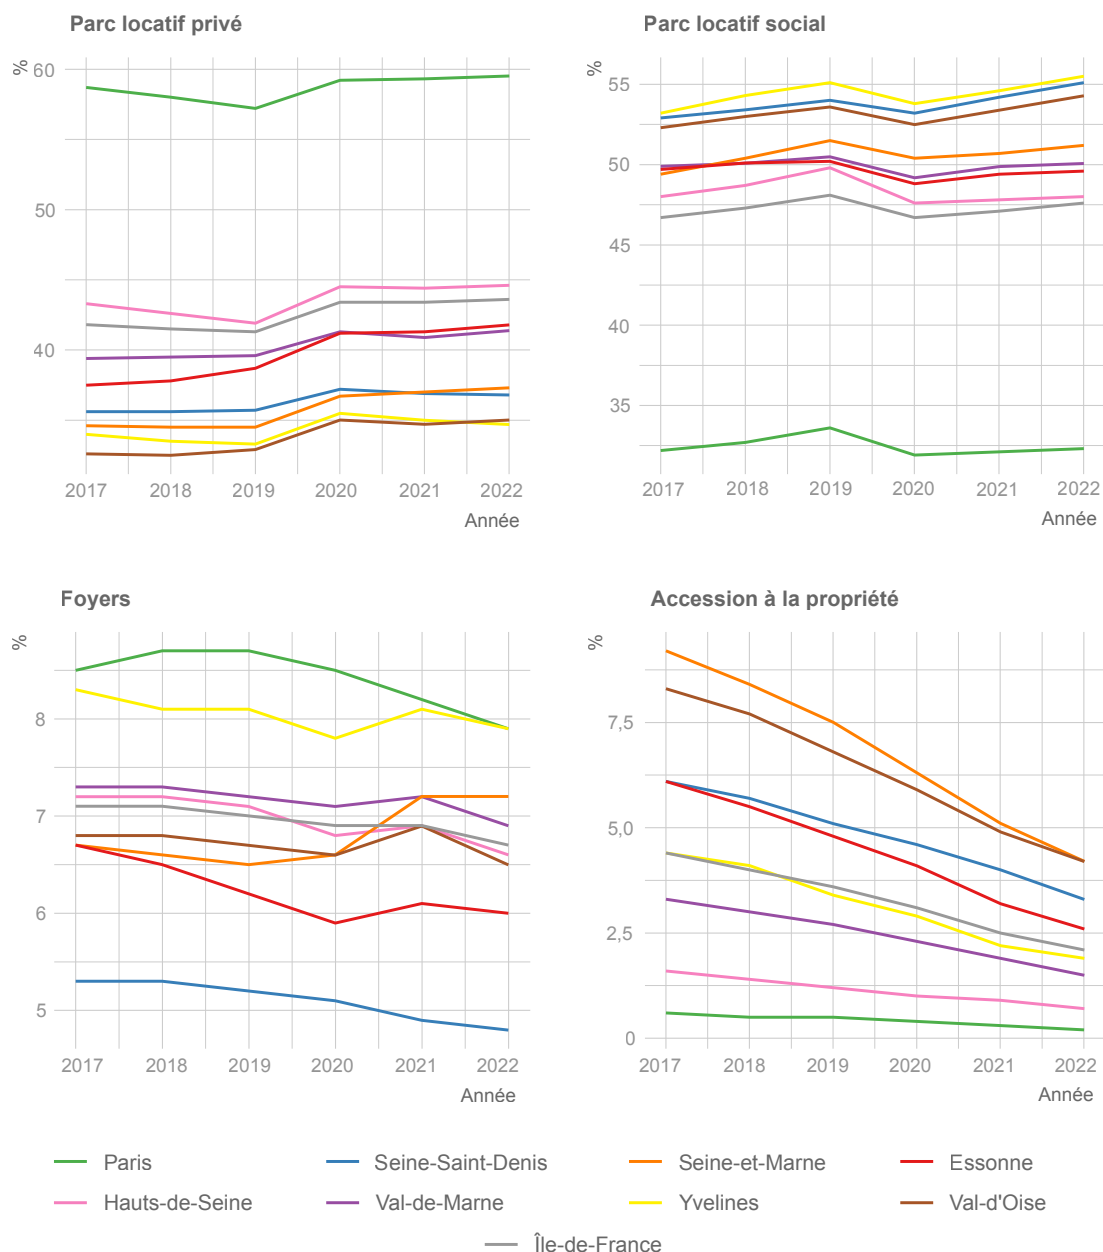 Parc locatif privé
%
60
50
40
2017 2018 2019 2020 2021 2022
Année
Parc locatif social
%
55
50
45
40
35
2017 2018 2019 2020 2021 2022
Année
Foyers
%
8
7
6
5
2017 2018 2019 2020 2021 2022
Année
Accession à la propriété
%
7,5
5,0
2,5
0
2017 2018 2019 2020 2021 2022
Année
Paris Seine-Saint-Denis Seine-et-Marne Essonne
Hauts-de-Seine Val-de-Marne Yvelines Val-d'Oise
Île-de-France